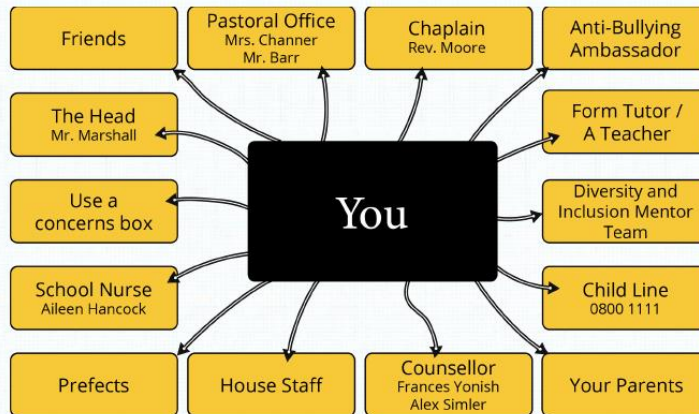 Friends
Pastoral Office
Mrs. Channer
Mr. Barr
Chaplain
Rev. Moore
Anti-Bullying
Ambassador
The Head
Mr. Marshall
Form Tutor /
A Teacher
Use a
concerns box
You
Diversity and
Inclusion Mentor
Team
School Nurse
Aileen Hancock
Child Line
0800 1111
Prefects
House Staff
Counsellor
Frances Yonish
Alex Simler
Your Parents